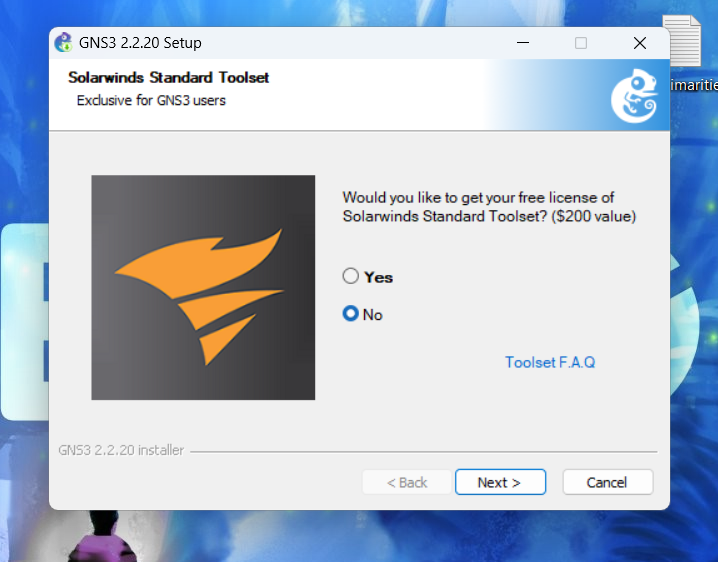 GNS3 2.2.20 Setup
Solarwinds Standard Toolset
Exclusive for GNS3 users
Would you like to get your free license of
Solarwinds Standard Toolset? ($200 value)
Yes
No
Toolset F.A.Q
GNS3 2.2.20 installer
< Back
Next >
Cancel